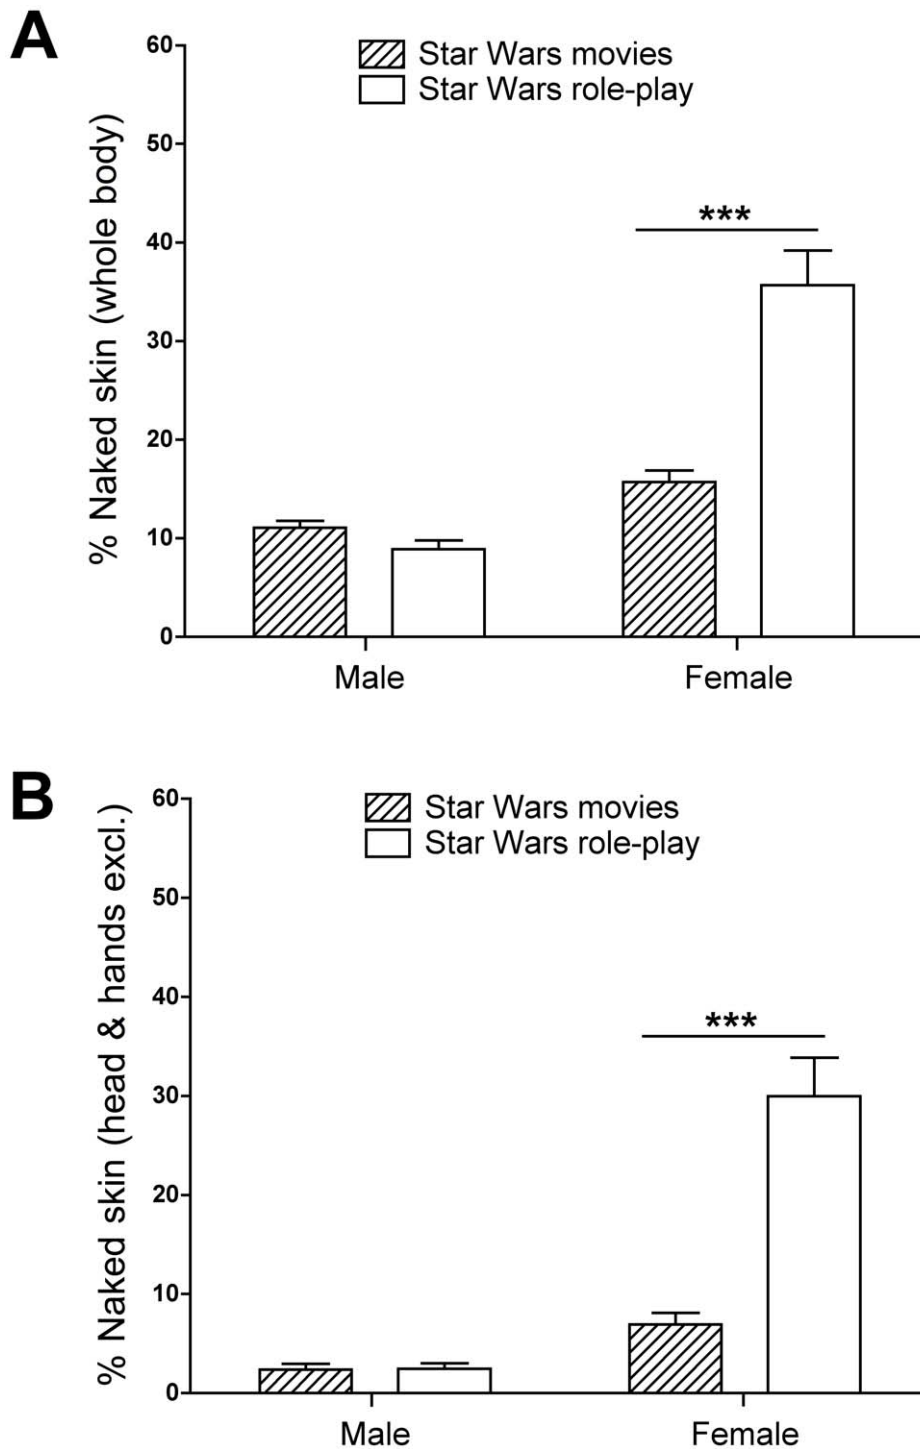 A
% Naked skin (whole body)
Star Wars movies
Star Wars role-play
60
50
40
30
20
10
0
***
Male
Female
B
% Naked skin (head & hands excl.)
Star Wars movies
Star Wars role-play
60
50
40
30
20
10
0
***
Male
Female